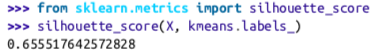 >>> from sklearn.metrics import silhouette_score
>>> silhouette_score(X, kmeans.labels_)
0.655517642572828